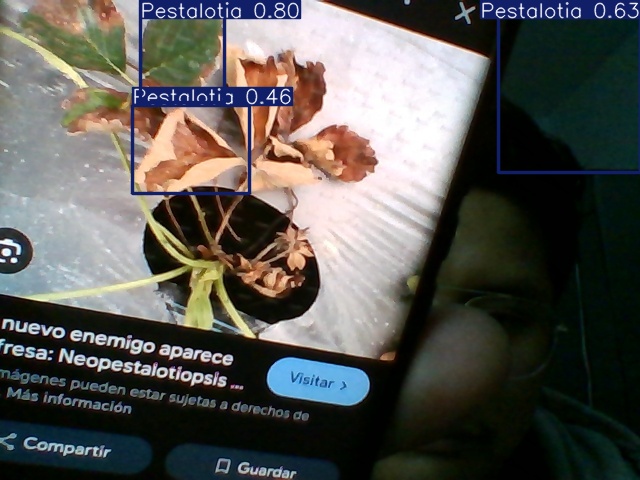 Pestalotia 0.80
Pestalotia 0.63
Pestalotia 0.46
nuevo enemigo aparece
fresa: Neopestalotiopsis ...
Visitar >
mágenes pueden estar sujetas a derechos de
. Más información
Compartir
Guardar